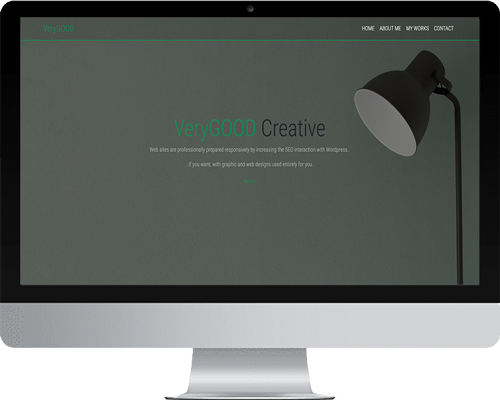 VeryGOOD
HOME ABOUT ME MY WORKS CONTACT
VeryGOOD Creative
Web sites are professionally prepared responsively by increasing the SEO interaction with Wordpress,
if you want, with graphic and web designs used entirely for you.